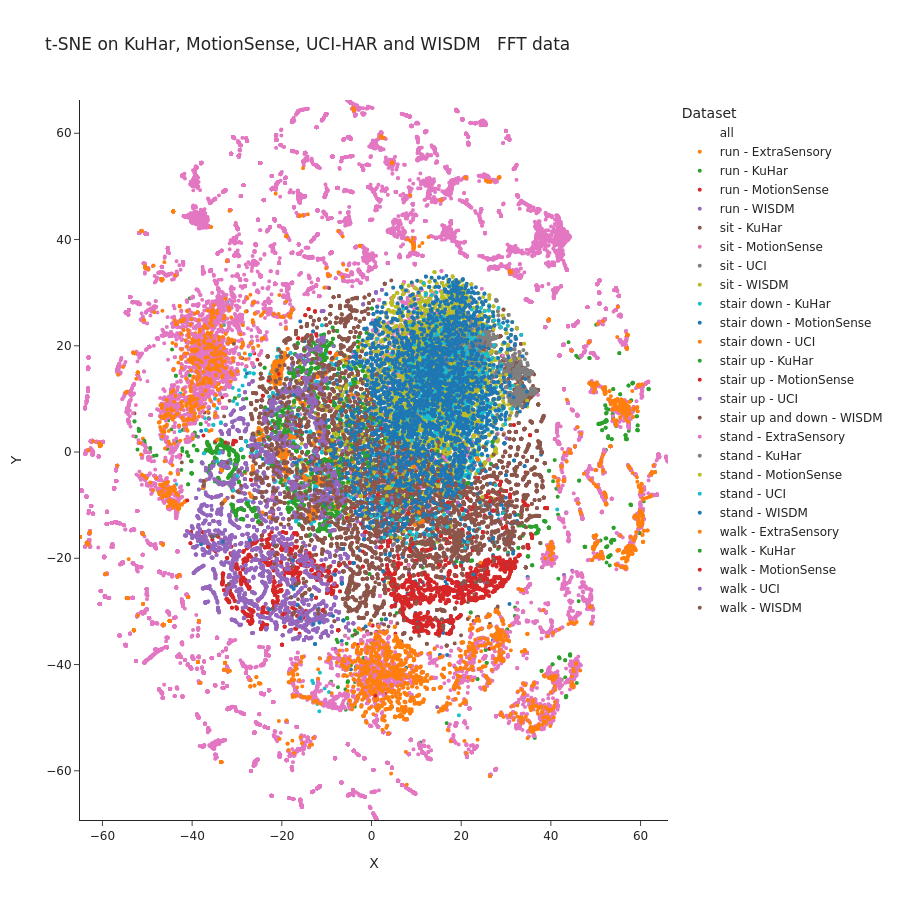 t-SNE on KuHar, MotionSense, UCI-HAR and WISDM   FFT data
Dataset
all
run - ExtraSensory
run - KuHar
run - MotionSense
run - WISDM
sit - KuHar
sit - MotionSense
sit - UCI
sit - WISDM
stair down - KuHar
stair down - MotionSense
stair down - UCI
stair up - KuHar
stair up - MotionSense
stair up - UCI
stair up and down - WISDM
stand - ExtraSensory
stand - KuHar
stand - MotionSense
stand - UCI
stand - WISDM
walk - ExtraSensory
walk - KuHar
walk - MotionSense
walk - UCI
walk - WISDM
Y
60
40
20
0
−20
−40
−60
−60
−40
−20
0
20
40
60
X